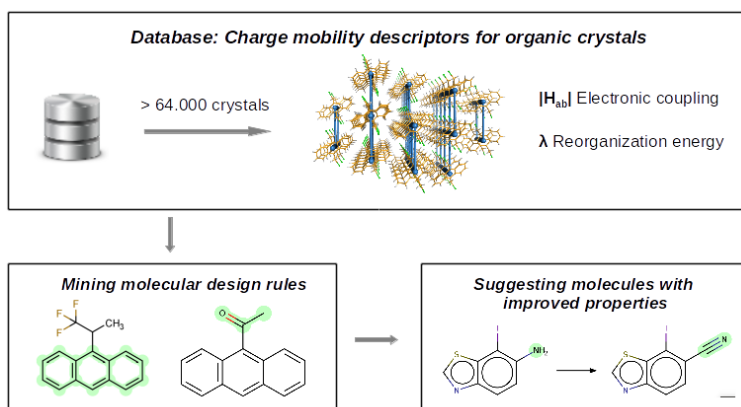 Database: Charge mobility descriptors for organic crystals
> 64.000 crystals
|Hab| Electronic coupling
λ Reorganization energy
Mining molecular design rules
F
F
F
CH3
O
Suggesting molecules with
improved properties
I
S
N
NH2
I
S
N
N